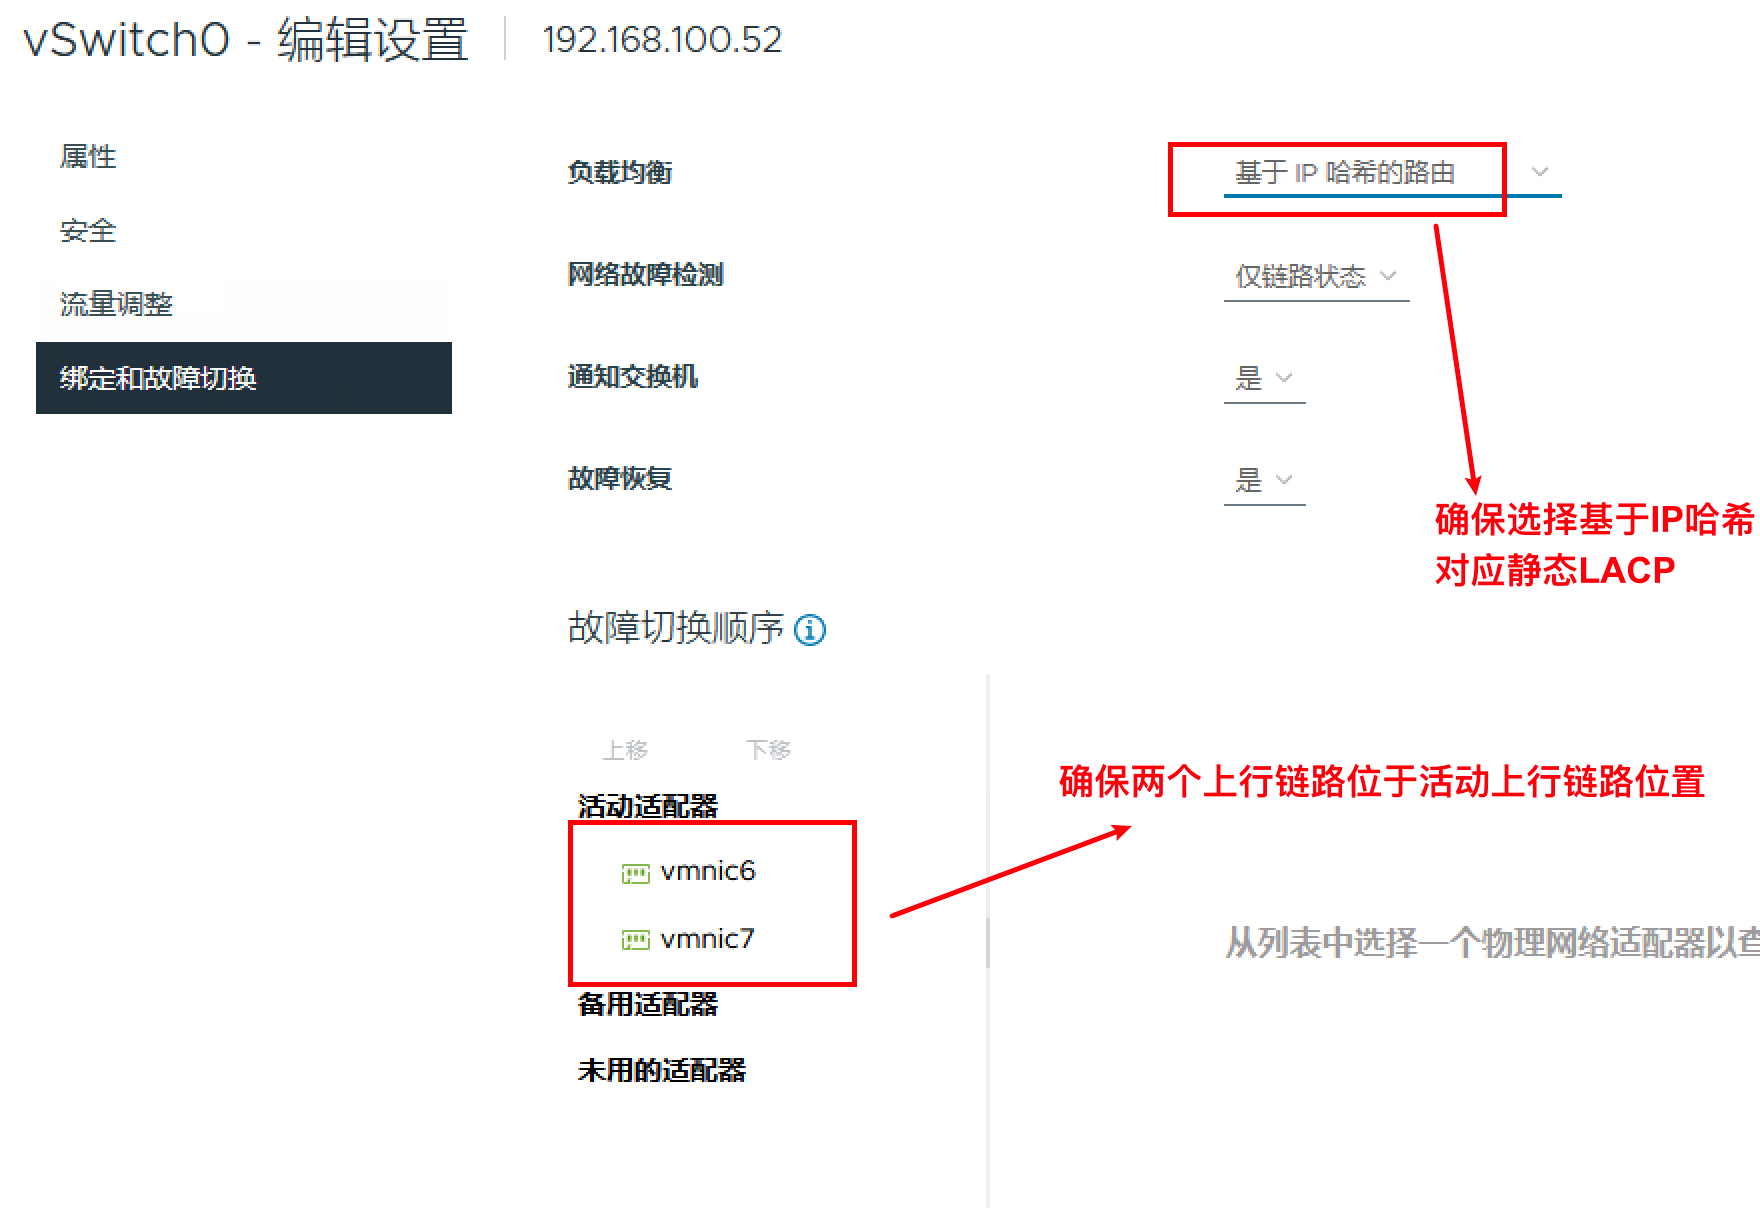 vSwitch0 - 编辑设置 192.168.100.52
属性
安全
流量调整
绑定和故障切换
负载均衡 基于 IP 哈希的路由
网络故障检测 仅链路状态
通知交换机 是
故障恢复 是
确保选择基于IP哈希
对应静态LACP
故障切换顺序
上移 下移
活动适配器
vmnic6
vmnic7
备用适配器
未用的适配器
确保两个上行链路位于活动上行链路位置
从列表中选择一个物理网络适配器以